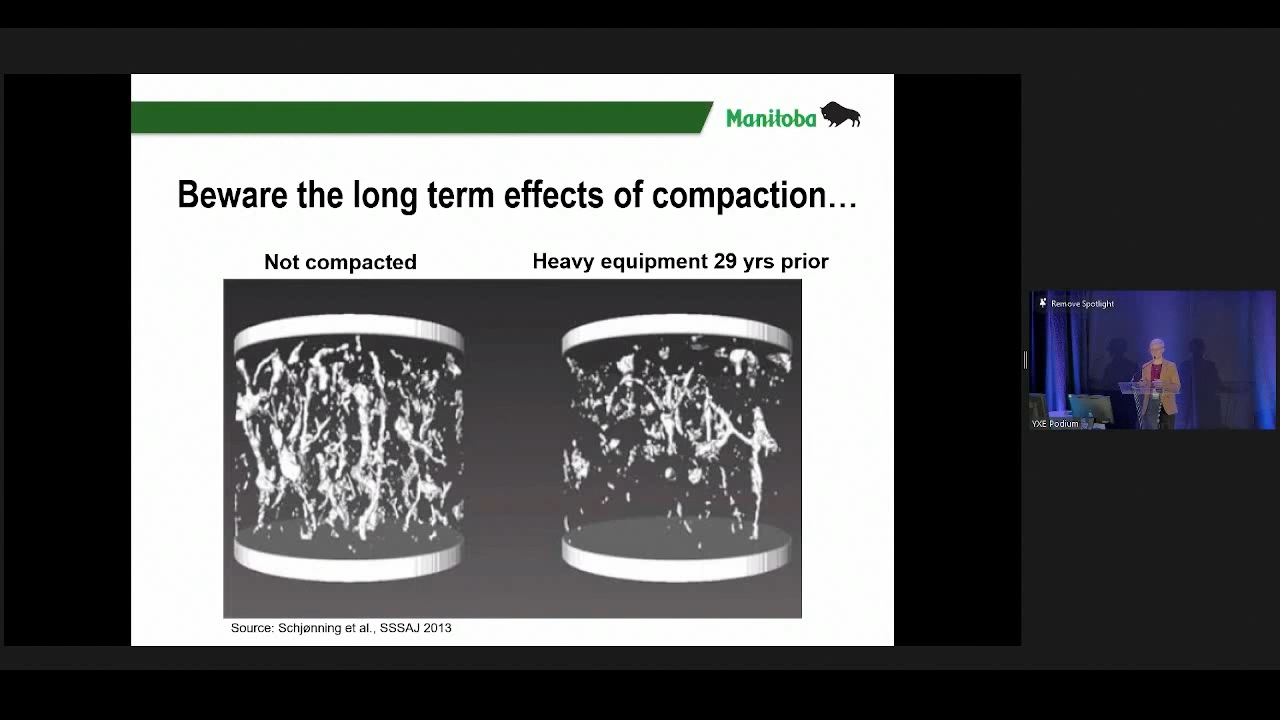 Manitoba
Beware the long term effects of compaction…
Not compacted
Heavy equipment 29 yrs prior
Source: Schjønning et al., SSSAJ 2013
Remove Spotlight
YXE Podium